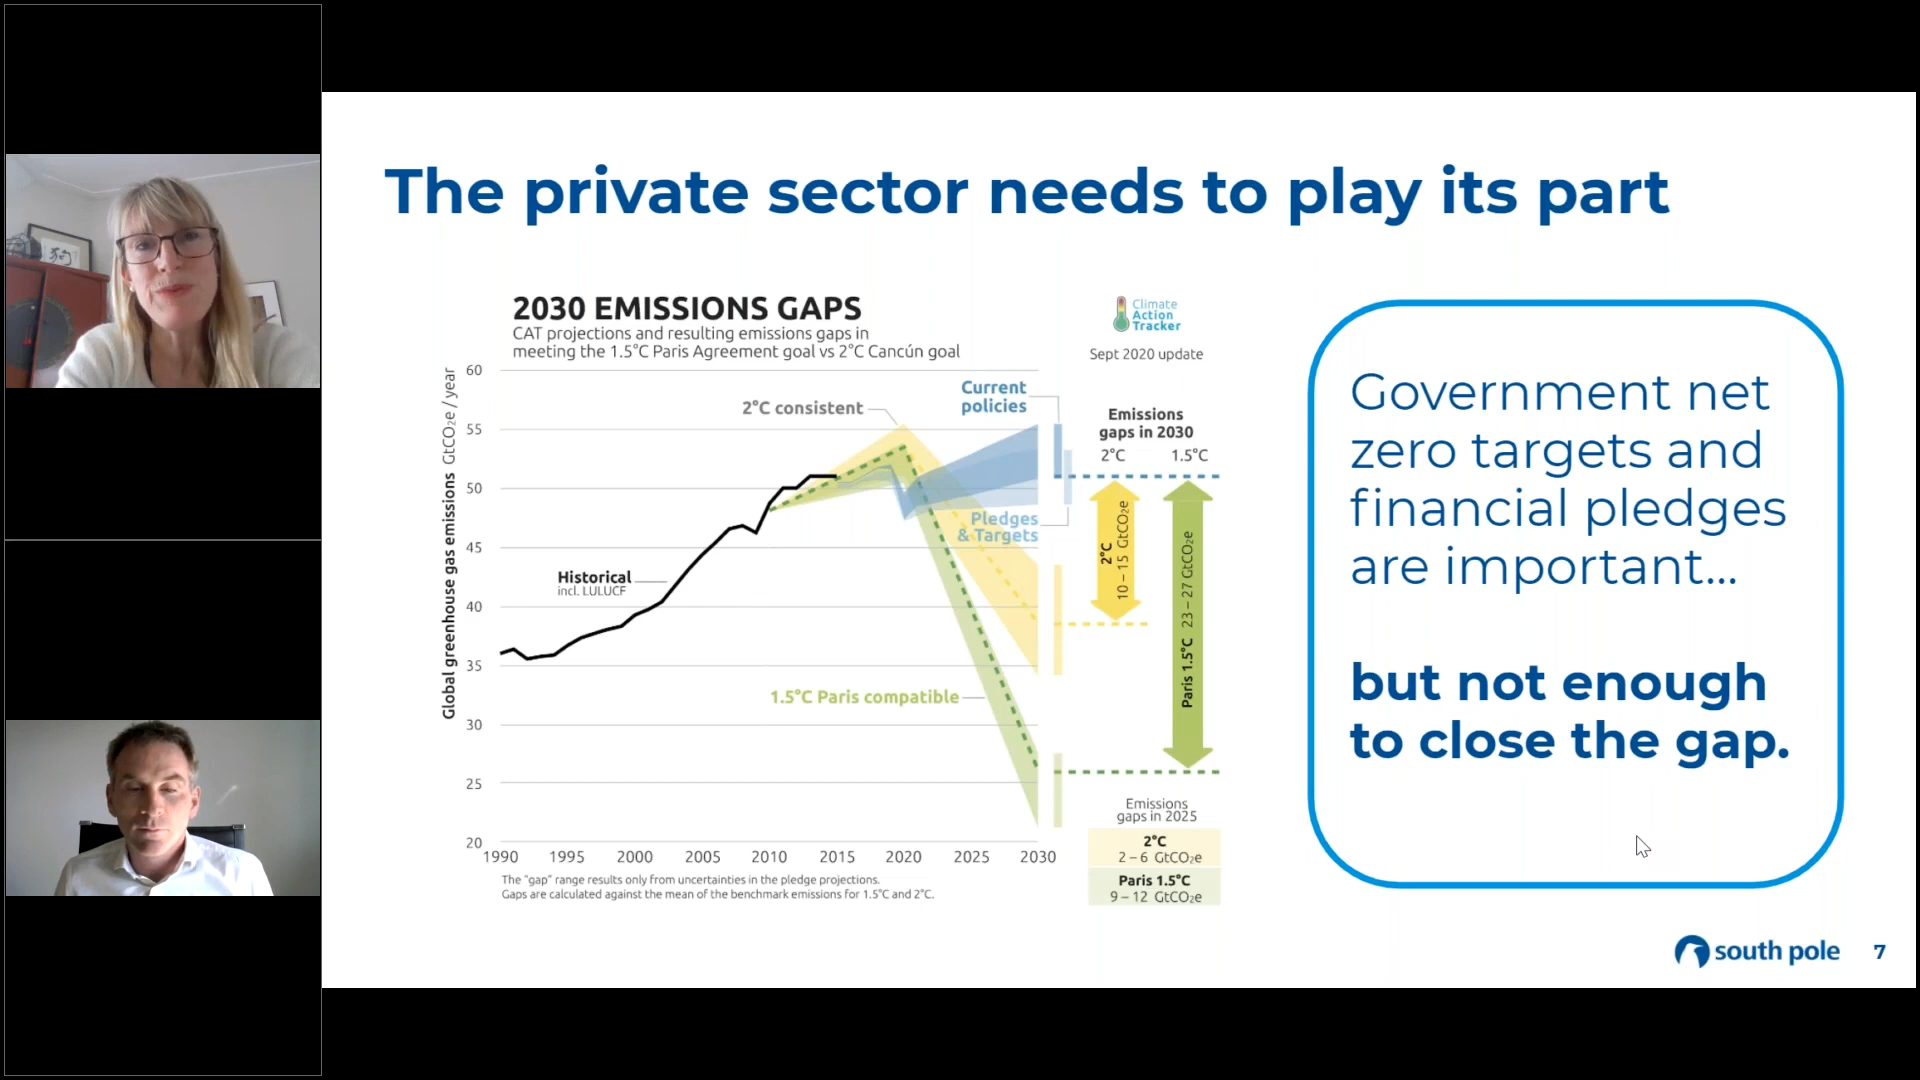 The private sector needs to play its part
2030 EMISSIONS GAPS
CAT projections and resulting emissions gaps in
meeting the 1.5°C Paris Agreement goal vs 2°C Cancún goal
Climate
Action
Tracker
Sept 2020 update
Global greenhouse gas emissions GtCO₂e / year
60
55
50
45
40
35
30
25
20
1990 1995 2000 2005 2010 2015 2020 2025 2030
2°C consistent
Current
policies
Pledges
& Targets
Historical
incl. LULUCF
1.5°C Paris compatible
Emissions
gaps in 2030
2°C 1.5°C
2°C
10 – 15 GtCO₂e
Paris 1.5°C 23 – 27 GtCO₂e
Emissions
gaps in 2025
2°C
2 – 6 GtCO₂e
Paris 1.5°C
9 – 12 GtCO₂e
The "gap" range results only from uncertainties in the pledge projections.
Gaps are calculated against the mean of the benchmark emissions for 1.5°C and 2°C.
Government net
zero targets and
financial pledges
are important...
but not enough
to close the gap.
south pole 7